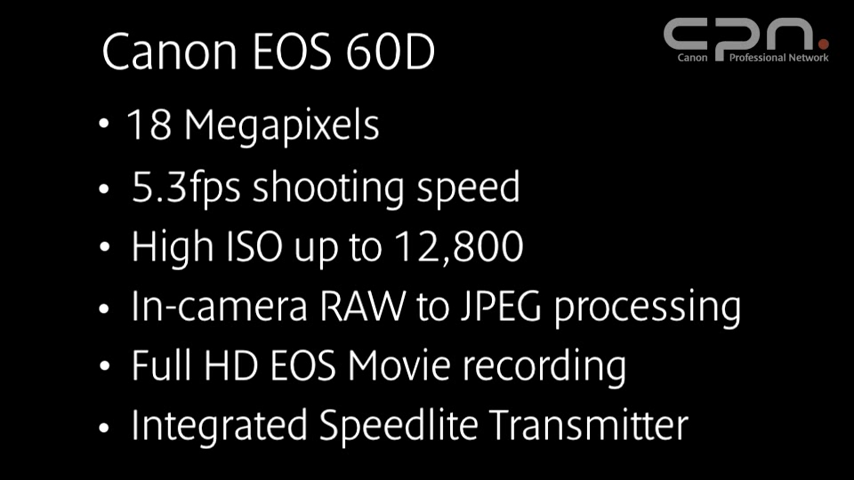 Canon EOS 60D
cpn.
Canon Professional Network
• 18 Megapixels
• 5.3fps shooting speed
• High ISO up to 12,800
• In-camera RAW to JPEG processing
• Full HD EOS Movie recording
• Integrated Speedlite Transmitter